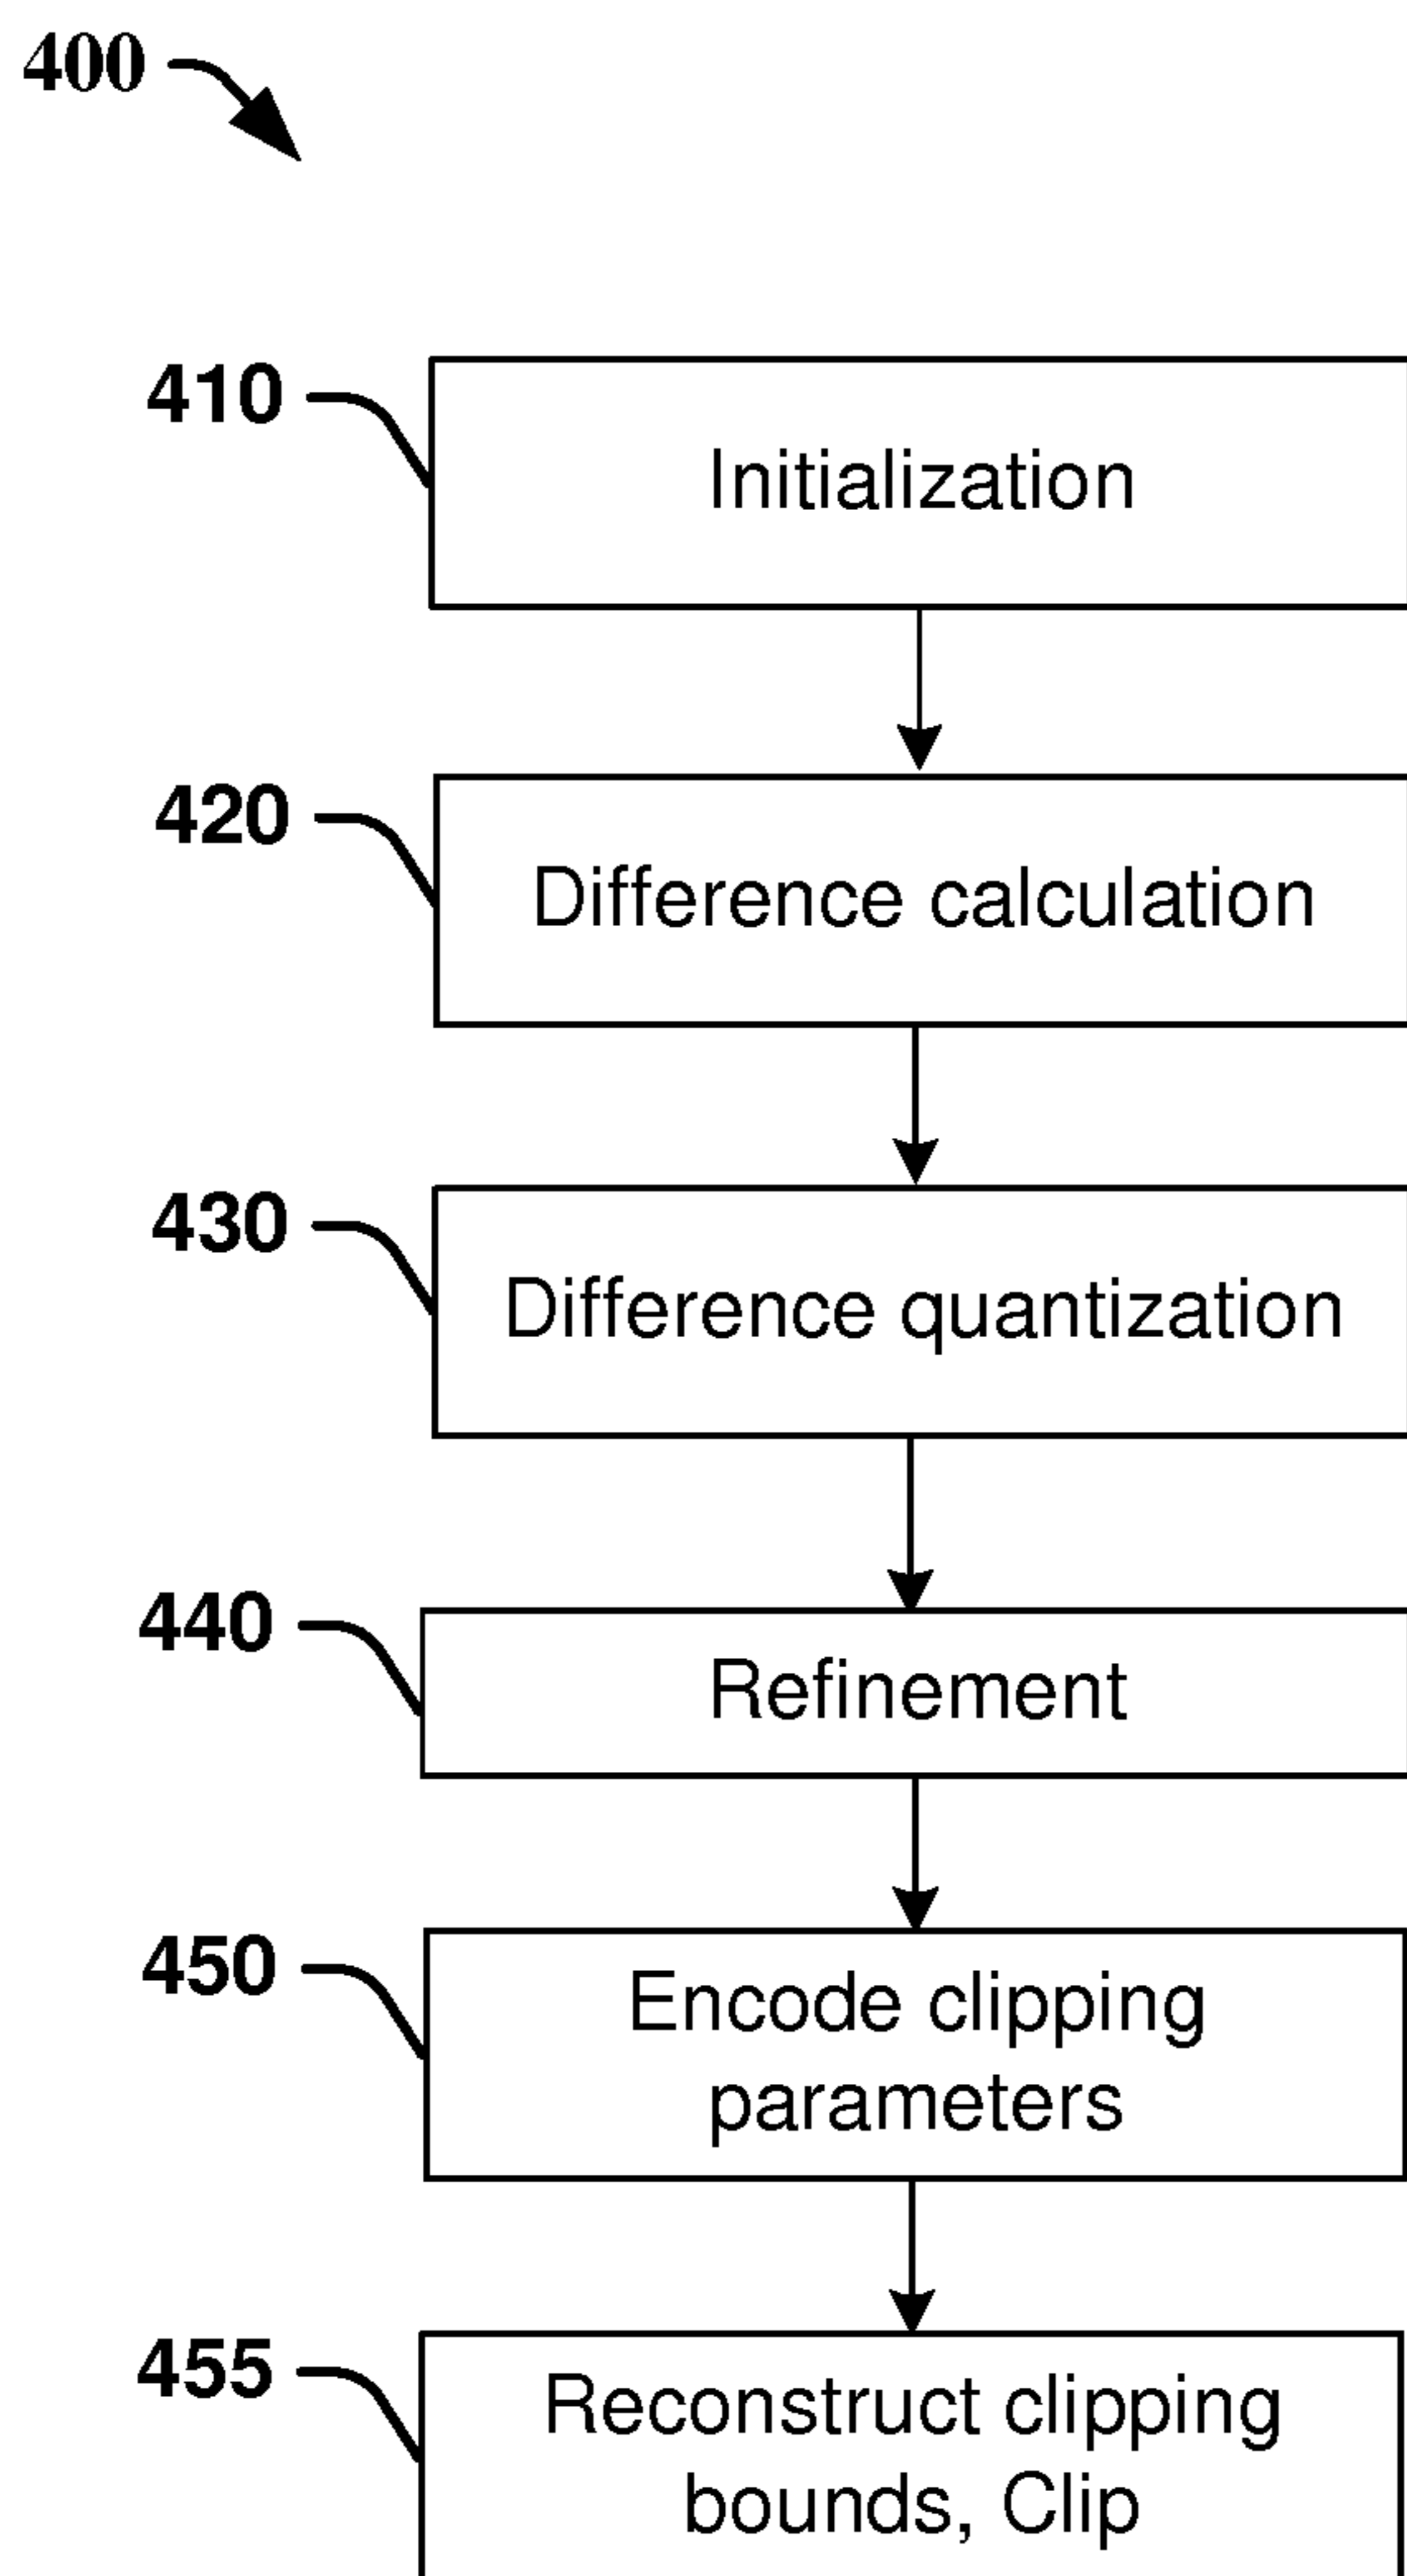 400
410
Initialization
420
Difference calculation
430
Difference quantization
440
Refinement
450
Encode clipping
parameters
455
Reconstruct clipping
bounds, Clip